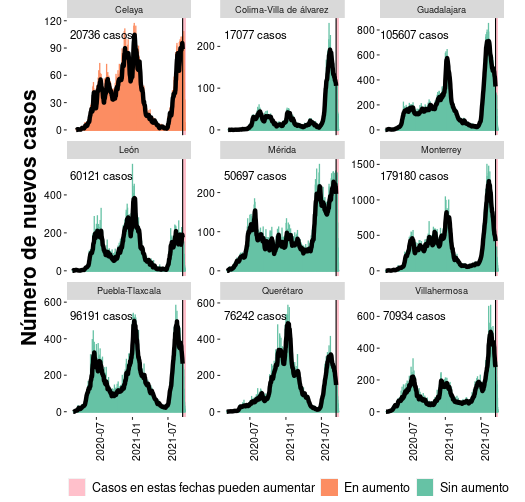 Número de nuevos casos
Celaya
Colima-Villa de álvarez
Guadalajara
120
90
60
30
0
20736 casos
200
100
0
17077 casos
800
600
400
200
0
105607 casos
León
Mérida
Monterrey
400
200
0
60121 casos
200
100
0
50697 casos
1500
1000
500
0
179180 casos
Puebla-Tlaxcala
Querétaro
Villahermosa
600
400
200
0
96191 casos
600
400
200
0
76242 casos
600
400
200
0
70934 casos
2020-07
2021-01
2021-07
2020-07
2021-01
2021-07
2020-07
2021-01
2021-07
Casos en estas fechas pueden aumentar
En aumento
Sin aumento